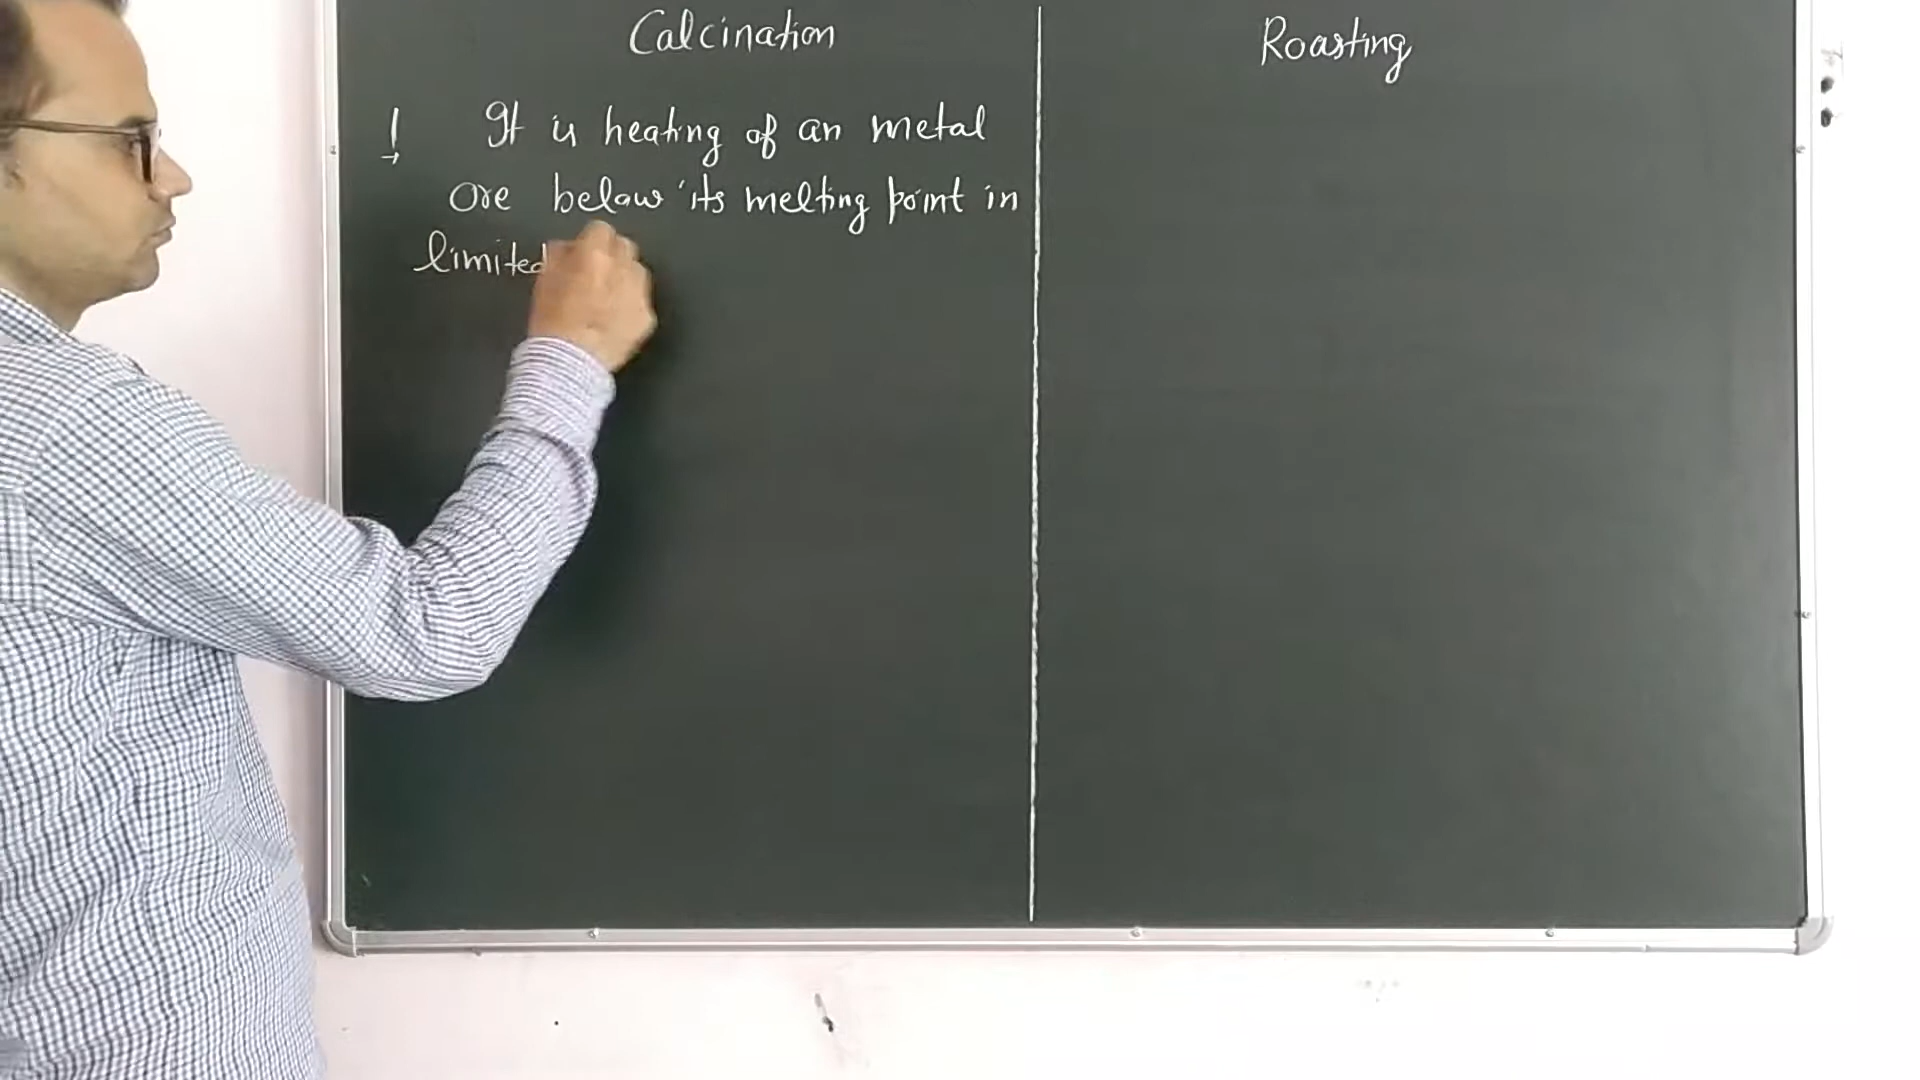 Calcination
Roasting
1 It is heating of an metal
ore below its melting point in
limited